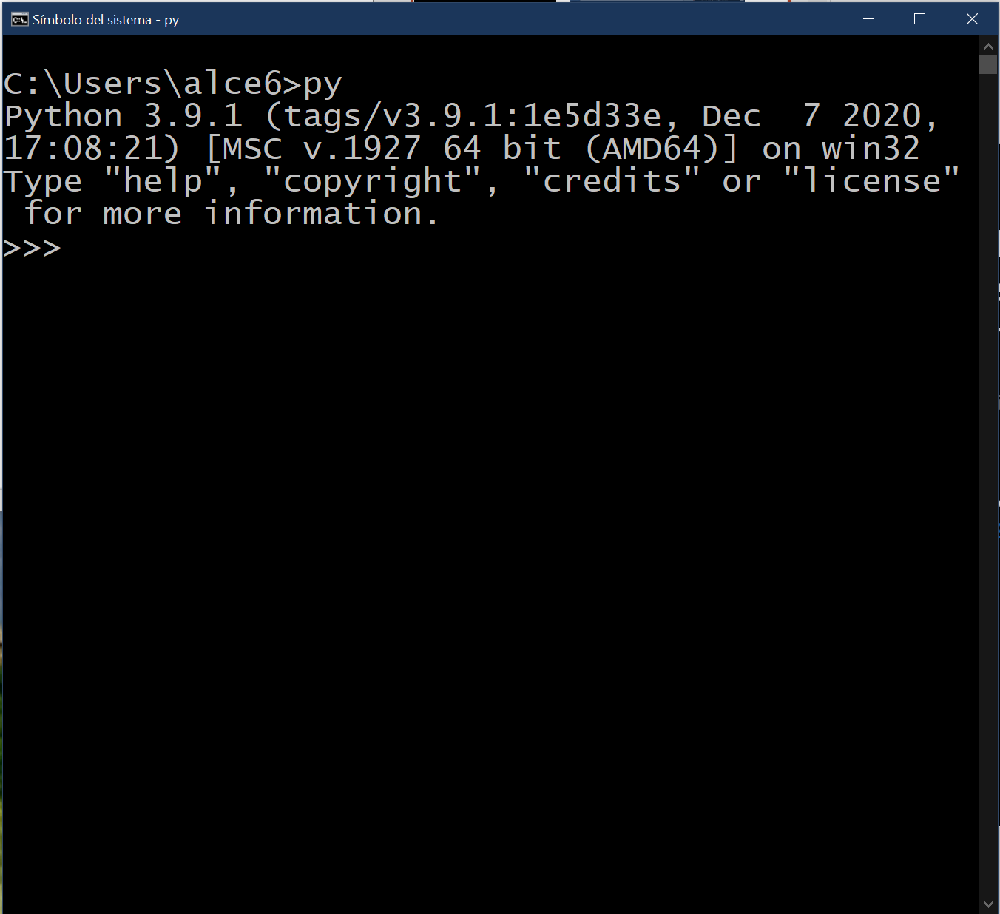 Símbolo del sistema - py
C:\Users\alce6>py
Python 3.9.1 (tags/v3.9.1:1e5d33e, Dec  7 2020,
17:08:21) [MSC v.1927 64 bit (AMD64)] on win32
Type "help", "copyright", "credits" or "license"
 for more information.
>>>